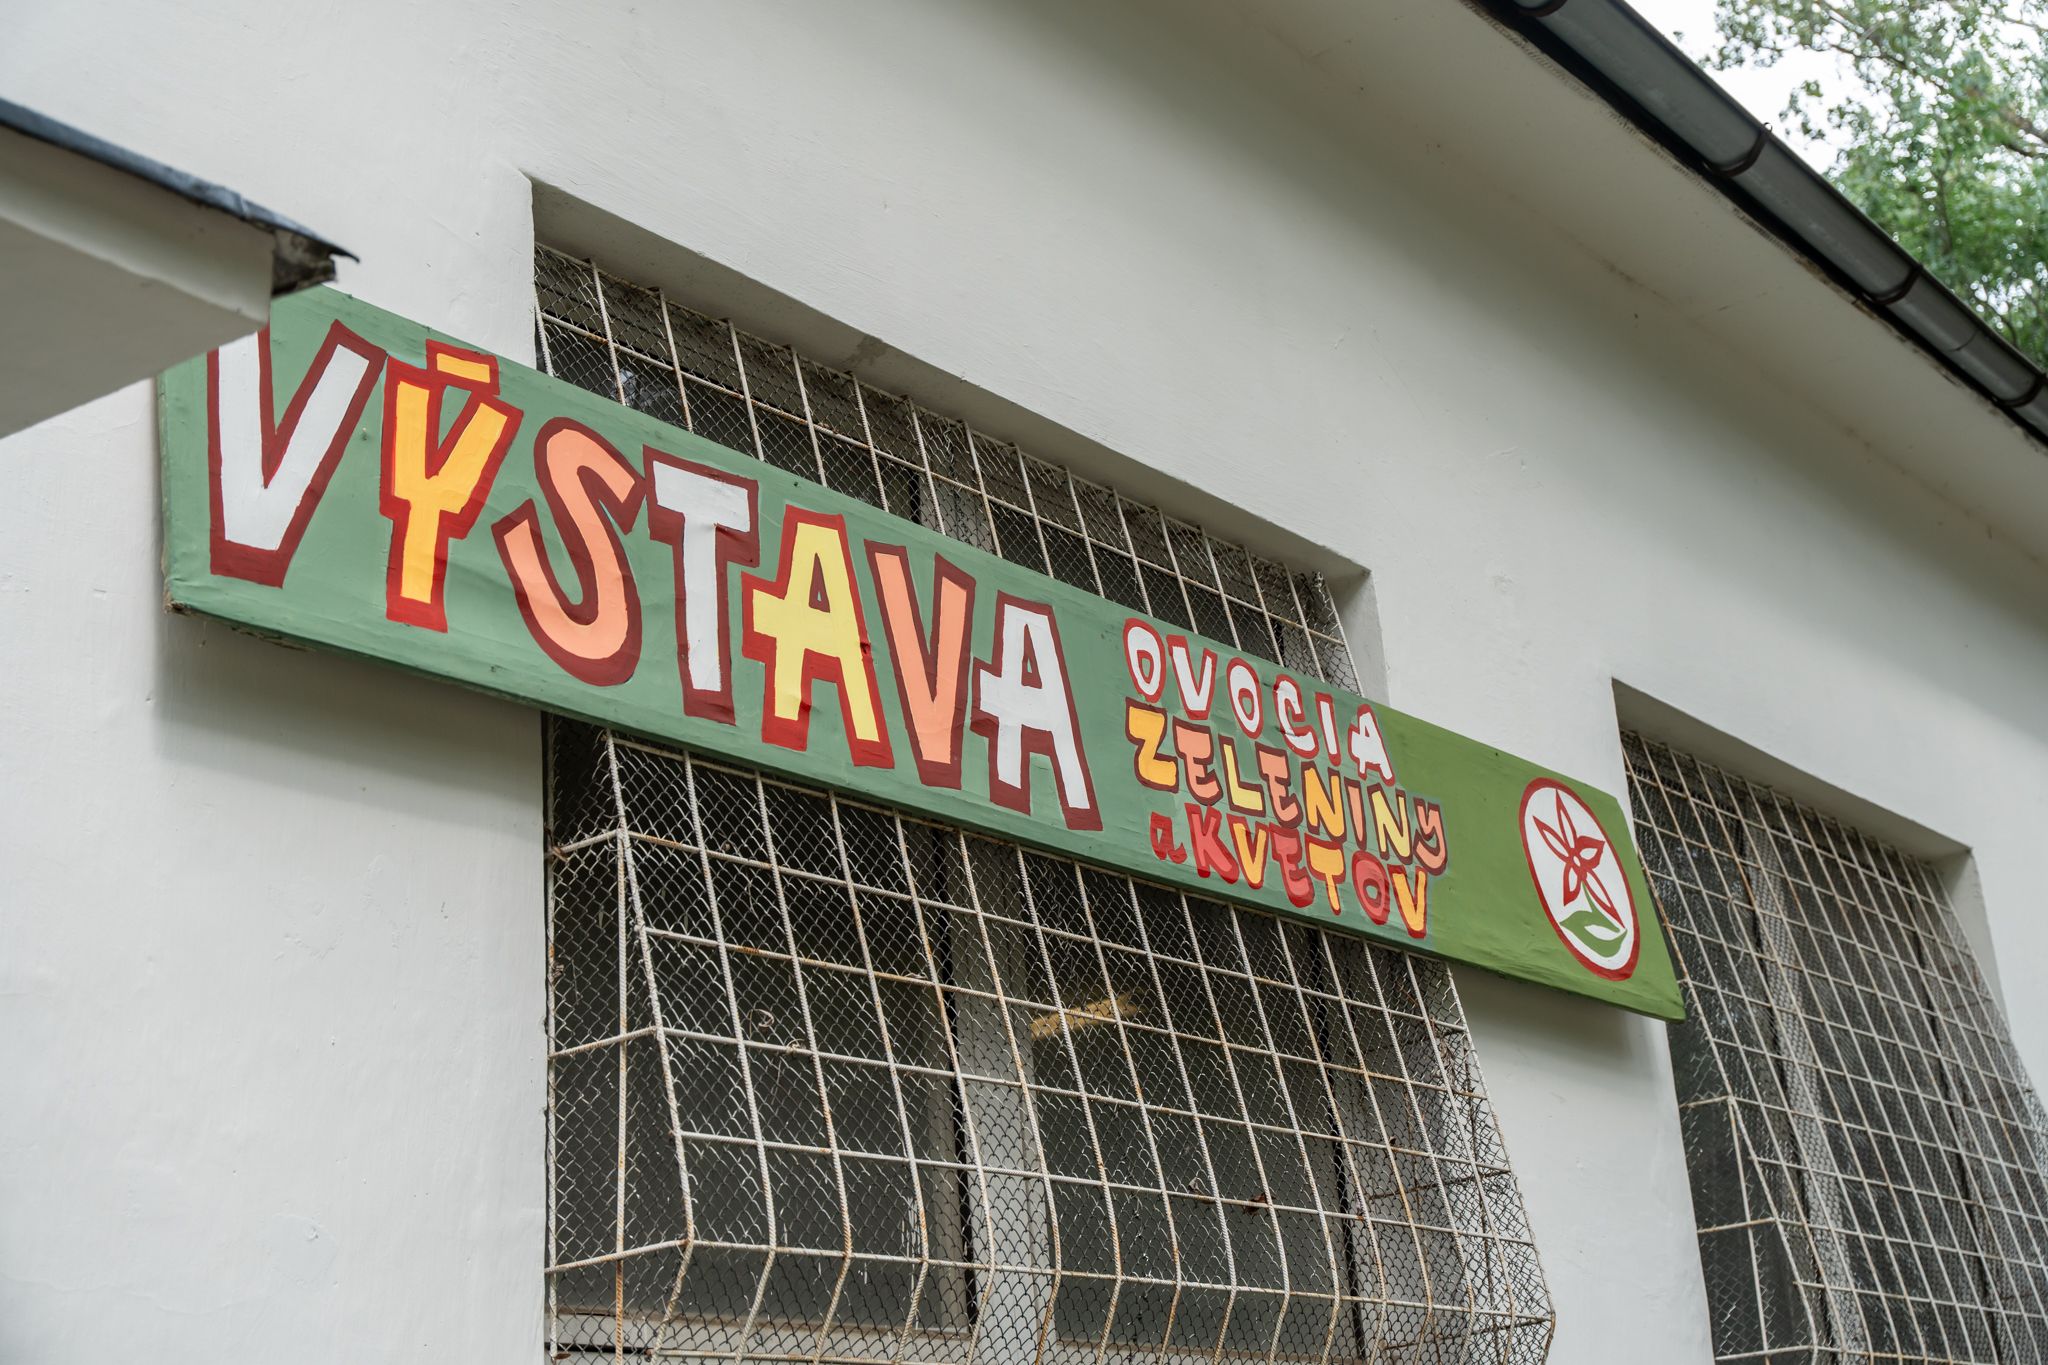 VÝSTAVA
OVOCIA
ZELENINY
a KVETOV